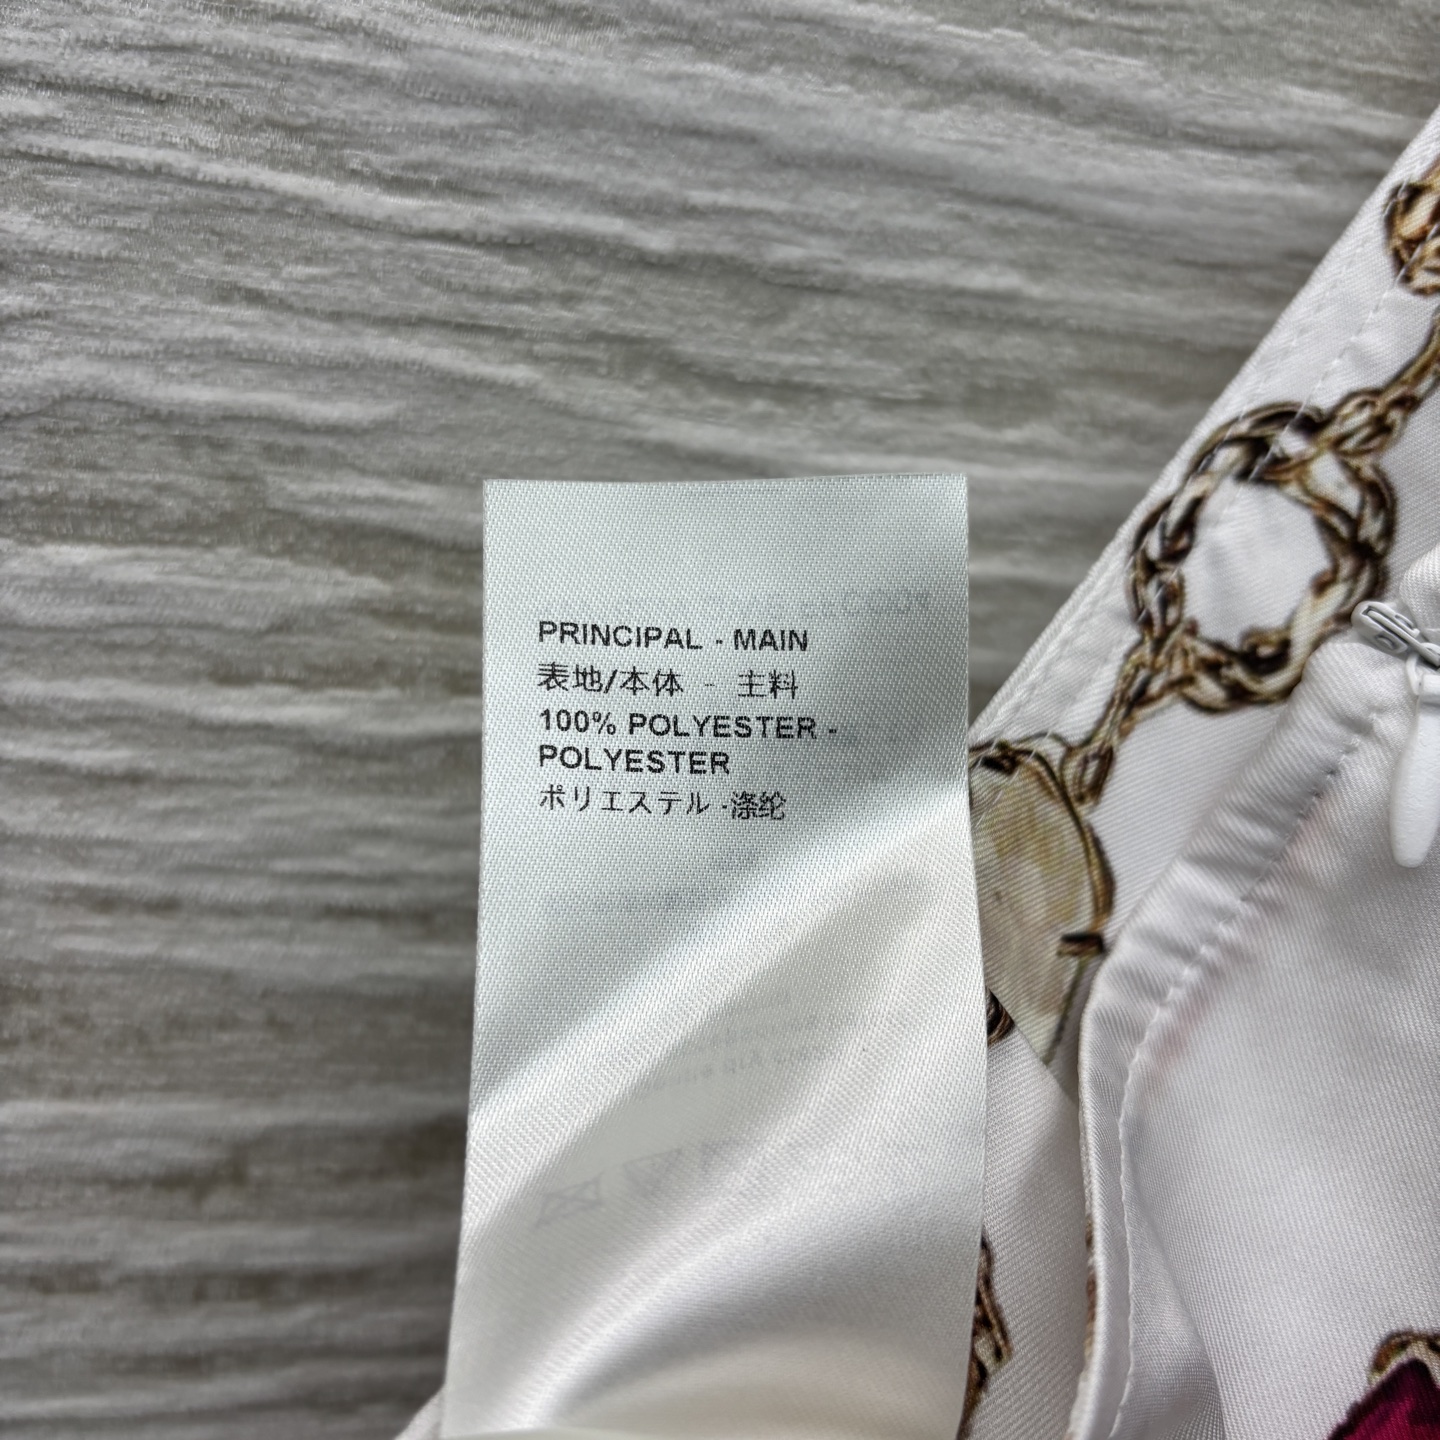 PRINCIPAL - MAIN
表地/本体 - 主料
100% POLYESTER -
POLYESTER
ポリエステル -涤纶